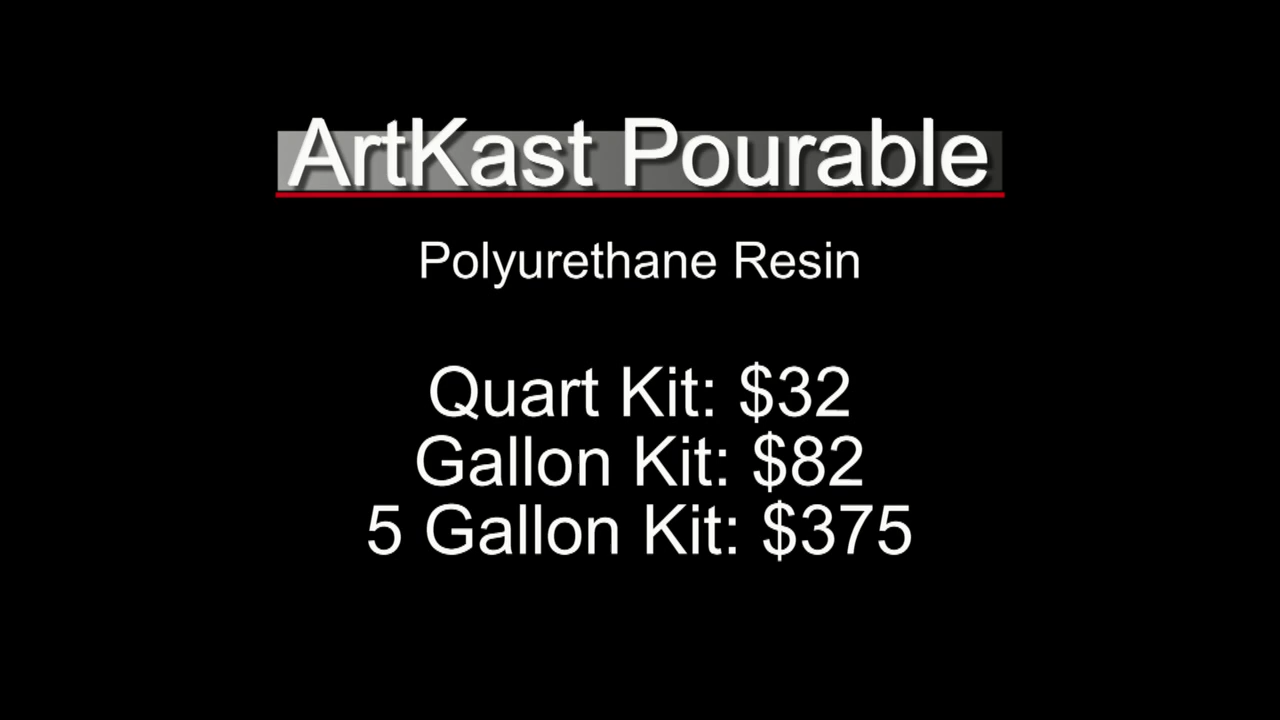 ArtKast Pourable
Polyurethane Resin
Quart Kit: $32
Gallon Kit: $82
5 Gallon Kit: $375